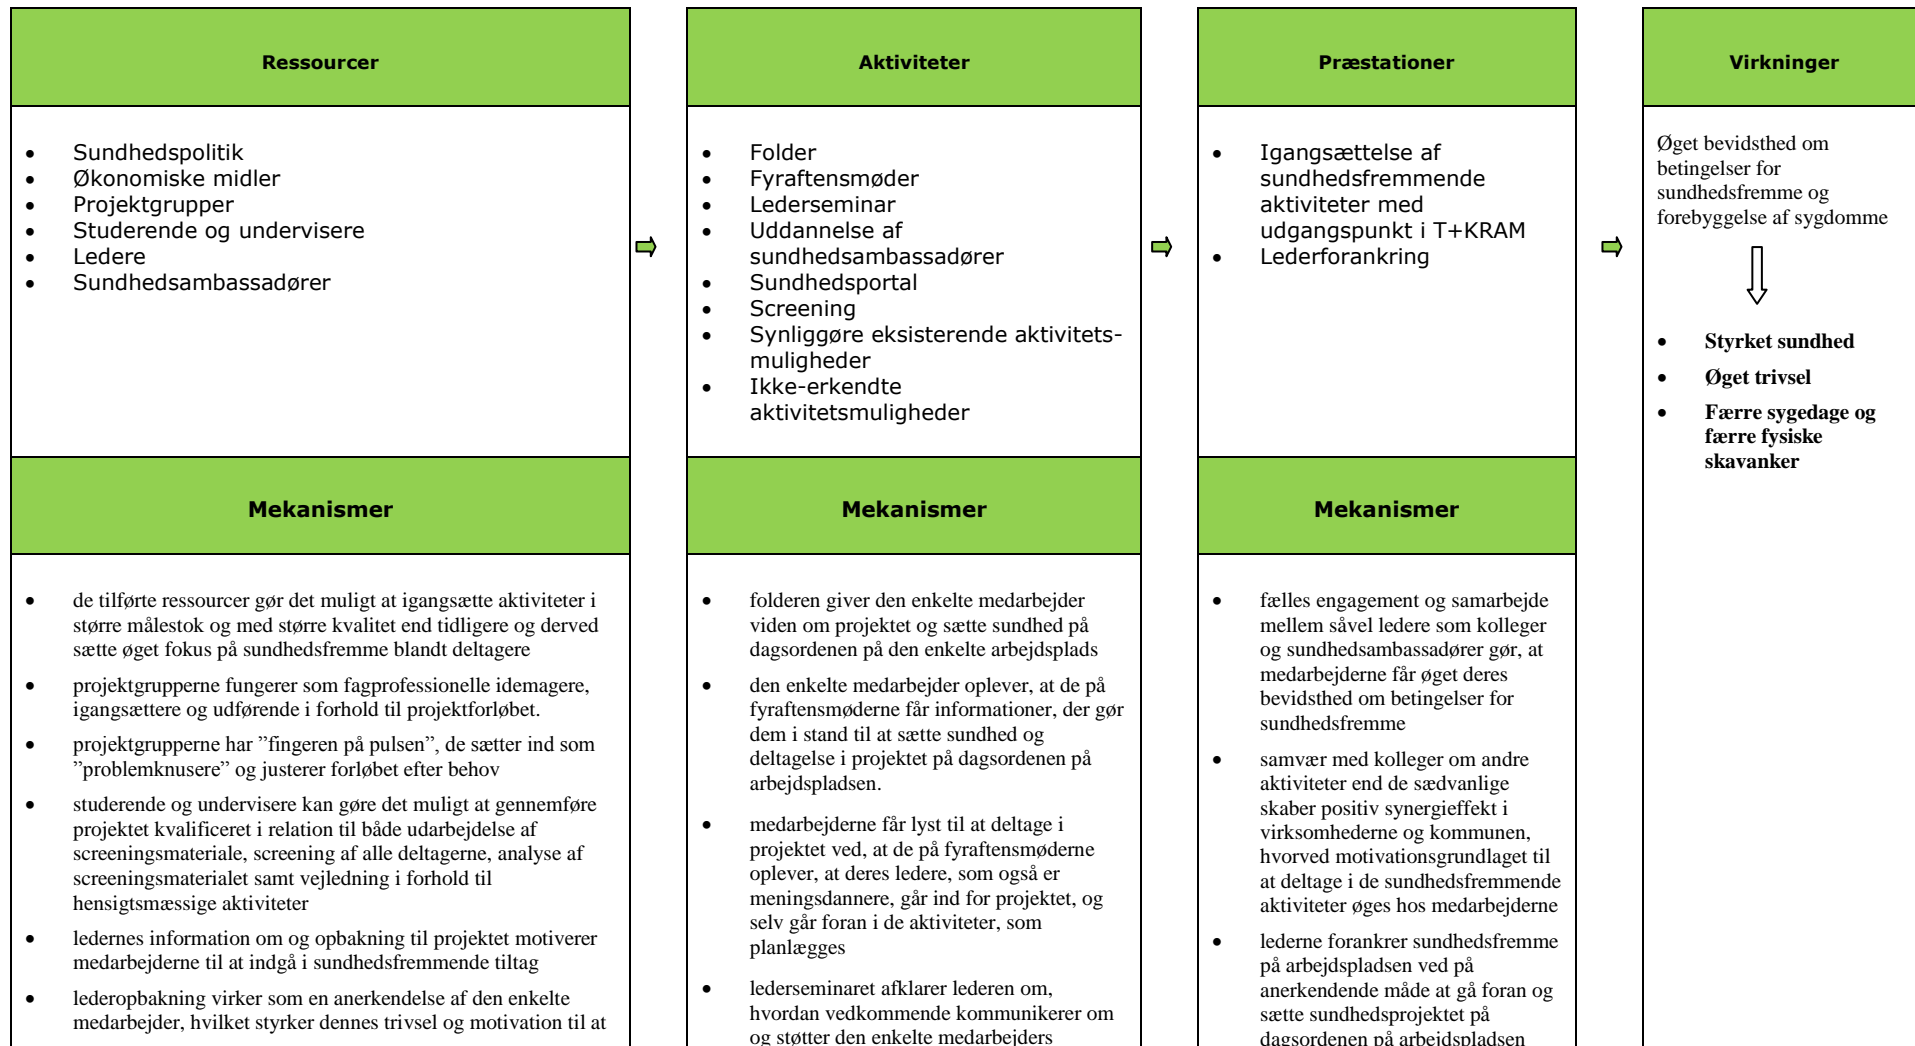 Ressourcer
Sundhedspolitik
Økonomiske midler
Projektgrupper
Studerende og undervisere
Ledere
Sundhedsambassadører
Mekanismer
de tilførte ressourcer gør det muligt at igangsætte aktiviteter i
større målestok og med større kvalitet end tidligere og derved
sætte øget fokus på sundhedsfremme blandt deltagere
projektgrupperne fungerer som fagprofessionelle idemagere,
igangsættere og udførende i forhold til projektforløbet.
projektgrupperne har ”fingeren på pulsen”, de sætter ind som
”problemknusere” og justerer forløbet efter behov
studerende og undervisere kan gøre det muligt at gennemføre
projektet kvalificeret i relation til både udarbejdelse af
screeningsmateriale, screening af alle deltagerne, analyse af
screeningsmaterialet samt vejledning i forhold til
hensigtsmæssige aktiviteter
ledernes information om og opbakning til projektet motiverer
medarbejderne til at indgå i sundhedsfremmende tiltag
lederopbakning virker som en anerkendelse af den enkelte
medarbejder, hvilket styrker dennes trivsel og motivation til at
Aktiviteter
Folder
Fyraftensmøder
Lederseminar
Uddannelse af
sundhedsambassadører
Sundhedsportal
Screening
Synliggøre eksisterende aktivitets-
muligheder
Ikke-erkendte
aktivitetsmuligheder
Mekanismer
folderen giver den enkelte medarbejder
viden om projektet og sætte sundhed på
dagsordenen på den enkelte arbejdsplads
den enkelte medarbejder oplever, at de på
fyraftensmøderne får informationer, der gør
dem i stand til at sætte sundhed og
deltagelse i projektet på dagsordenen på
arbejdspladsen.
medarbejderne får lyst til at deltage i
projektet ved, at de på fyraftensmøderne
oplever, at deres ledere, som også er
meningsdannere, går ind for projektet, og
selv går foran i de aktiviteter, som
planlægges
lederseminaret afklarer lederen om,
hvordan vedkommende kommunikerer om
og støtter den enkelte medarbejders
Præstationer
Igangsættelse af
sundhedsfremmende
aktiviteter med
udgangspunkt i T+KRAM
Lederforankring
Mekanismer
fælles engagement og samarbejde
mellem såvel ledere som kolleger
og sundhedsambassadører gør, at
medarbejderne får øget deres
bevidsthed om betingelser for
sundhedsfremme
samvær med kolleger om andre
aktiviteter end de sædvanlige
skaber positiv synergieffekt i
virksomhederne og kommunen,
hvorved motivationsgrundlaget til
at deltage i de sundhedsfremmende
aktiviteter øges hos medarbejderne
lederne forankrer sundhedsfremme
på arbejdspladsen ved på
anerkendende måde at gå foran og
sætte sundhedsprojektet på
dagsordenen på arbejdspladsen
Virkninger
Øget bevidsthed om
betingelser for
sundhedsfremme og
forebyggelse af sygdomme
Styrket sundhed
Øget trivsel
Færre sygedage og
færre fysiske
skavanker